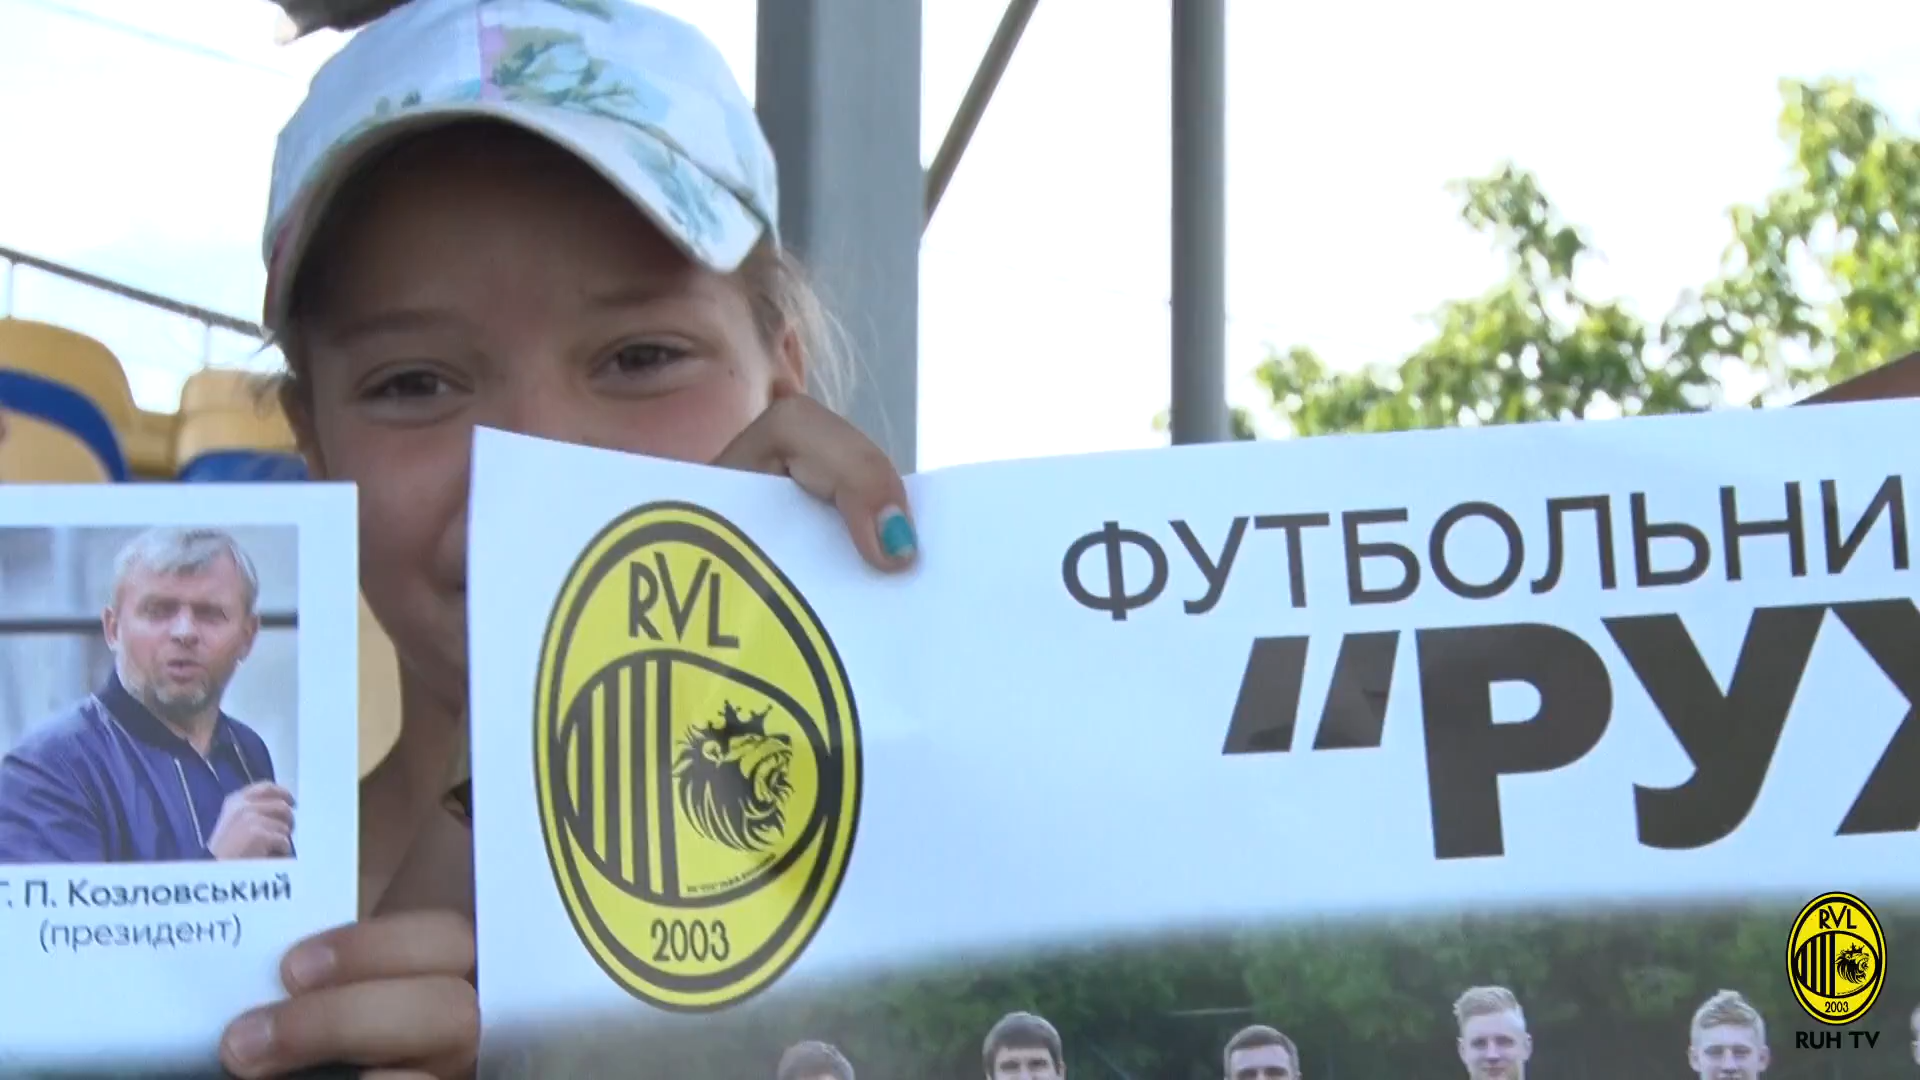 ФУТБОЛЬНИ
"РУХ
RVL
2003
Г. П. Козловський
(президент)
RVL
2003
RUH TV